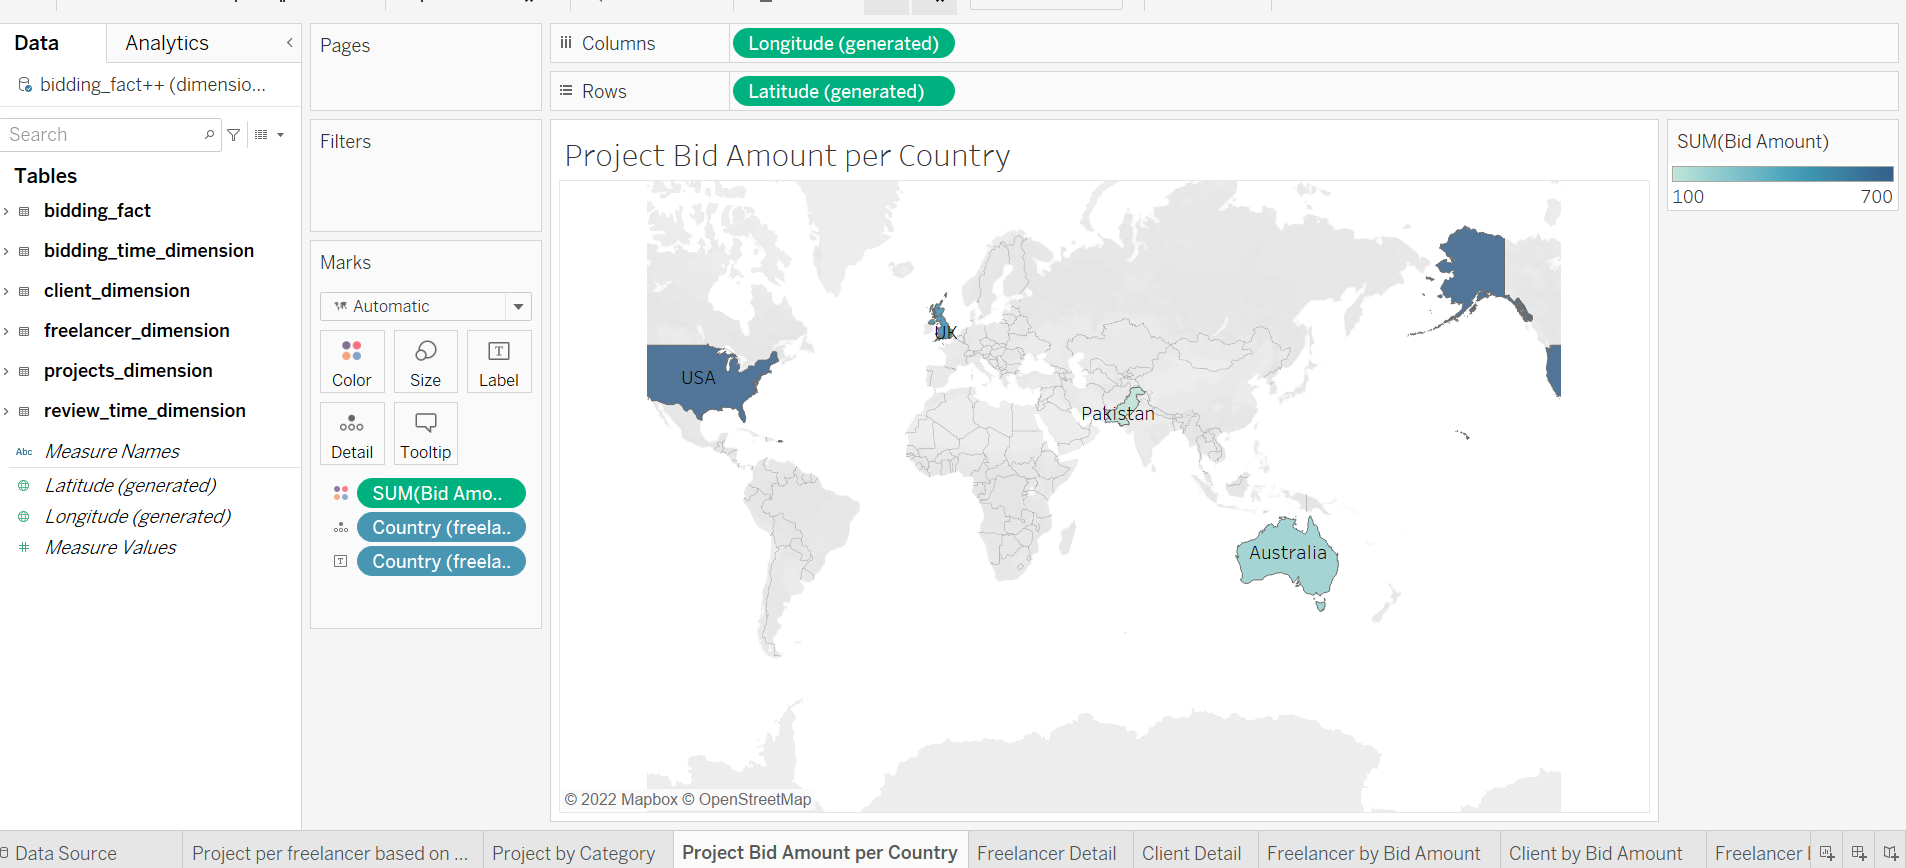 Data
Analytics
bidding_fact++ (dimensio...
Search
Tables
bidding_fact
bidding_time_dimension
client_dimension
freelancer_dimension
projects_dimension
review_time_dimension
Abc Measure Names
Latitude (generated)
Longitude (generated)
# Measure Values
Pages
Filters
Marks
Automatic
Color
Size
Label
Detail
Tooltip
SUM(Bid Amo..
Country (freela..
Country (freela..
Columns
Longitude (generated)
Rows
Latitude (generated)
Project Bid Amount per Country
USA
UK
Pakistan
Australia
© 2022 Mapbox © OpenStreetMap
SUM(Bid Amount)
100
700
Data Source
Project per freelancer based on ...
Project by Category
Project Bid Amount per Country
Freelancer Detail
Client Detail
Freelancer by Bid Amount
Client by Bid Amount
Freelancer